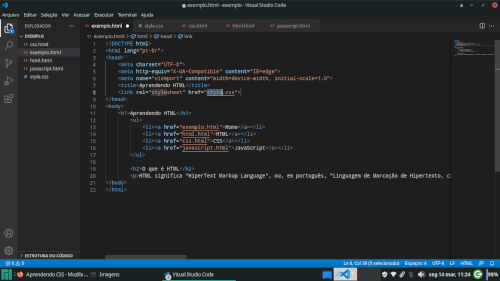 exemplo.html - exemplo - Visual Studio Code
Arquivo Editar Seleção Ver Acessar Executar Terminal Ajuda
EXPLORADOR
exemplo.html style.css css.html html.html javascript.html
EXEMPLO
css.html
exemplo.html
html.html
javascript.html
style.css
exemplo.html > html > head > link
1 <!DOCTYPE html>
2 <html lang="pt-br">
3 <head>
4 <meta charset="UTF-8">
5 <meta http-equiv="X-UA-Compatible" content="IE=edge">
6 <meta name="viewport" content="width=device-width, initial-scale=1.0">
7 <title>Aprendendo HTML</title>
8 <link rel="stylesheet" href="style.css">
9 </head>
10 <body>
11 <h1>Aprendendo HTML</h1>
12 <ul>
13 <li><a href="exemplo.html">Home</a></li>
14 <li><a href="html.html">HTML</a></li>
15 <li><a href="css.html">CSS</a></li>
16 <li><a href="javascript.html">JavaScript</a></li>
17 </ul>
18
19 <h2>O que é HTML</h2>
20 <p>HTML significa "HiperText Markup Language", ou, em português, "Linguagem de Marcação de Hipertexto, c
21 </body>
22 </html>
ESTRUTURA DO CÓDIGO
0 0
Ln 8, Col 29 (5 selecionado) Espaços: 4 UTF-8 LF HTML
Aprendendo CSS - Mozilla ... Imagens Visual Studio Code
seg 14 mar, 11:24 98%